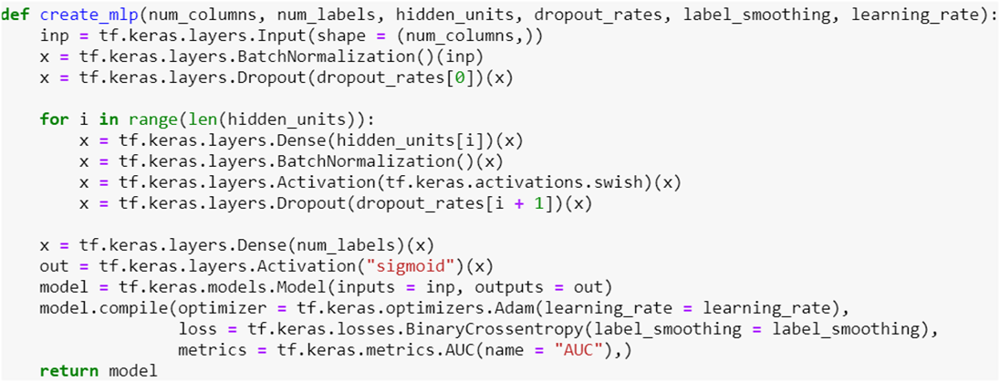 def create_mlp(num_columns, num_labels, hidden_units, dropout_rates, label_smoothing, learning_rate):
    inp = tf.keras.layers.Input(shape = (num_columns,))
    x = tf.keras.layers.BatchNormalization()(inp)
    x = tf.keras.layers.Dropout(dropout_rates[0])(x)

    for i in range(len(hidden_units)):
        x = tf.keras.layers.Dense(hidden_units[i])(x)
        x = tf.keras.layers.BatchNormalization()(x)
        x = tf.keras.layers.Activation(tf.keras.activations.swish)(x)
        x = tf.keras.layers.Dropout(dropout_rates[i + 1])(x)

    x = tf.keras.layers.Dense(num_labels)(x)
    out = tf.keras.layers.Activation("sigmoid")(x)
    model = tf.keras.models.Model(inputs = inp, outputs = out)
    model.compile(optimizer = tf.keras.optimizers.Adam(learning_rate = learning_rate),
                  loss = tf.keras.losses.BinaryCrossentropy(label_smoothing = label_smoothing),
                  metrics = tf.keras.metrics.AUC(name = "AUC"),)
    return model